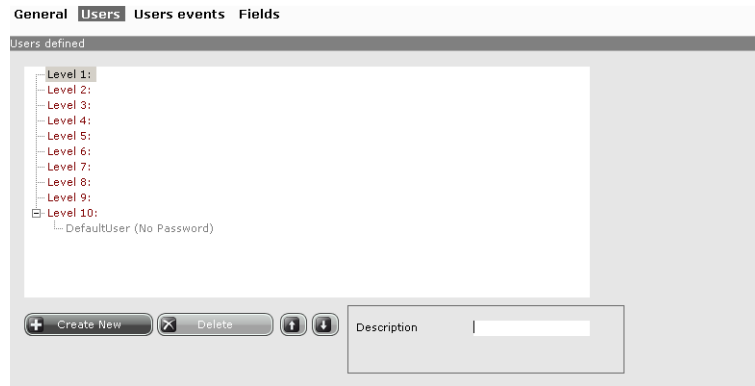 General Users Users events Fields
Users defined
Level 1:
Level 2:
Level 3:
Level 4:
Level 5:
Level 6:
Level 7:
Level 8:
Level 9:
Level 10:
DefaultUser (No Password)
Create New Delete Description